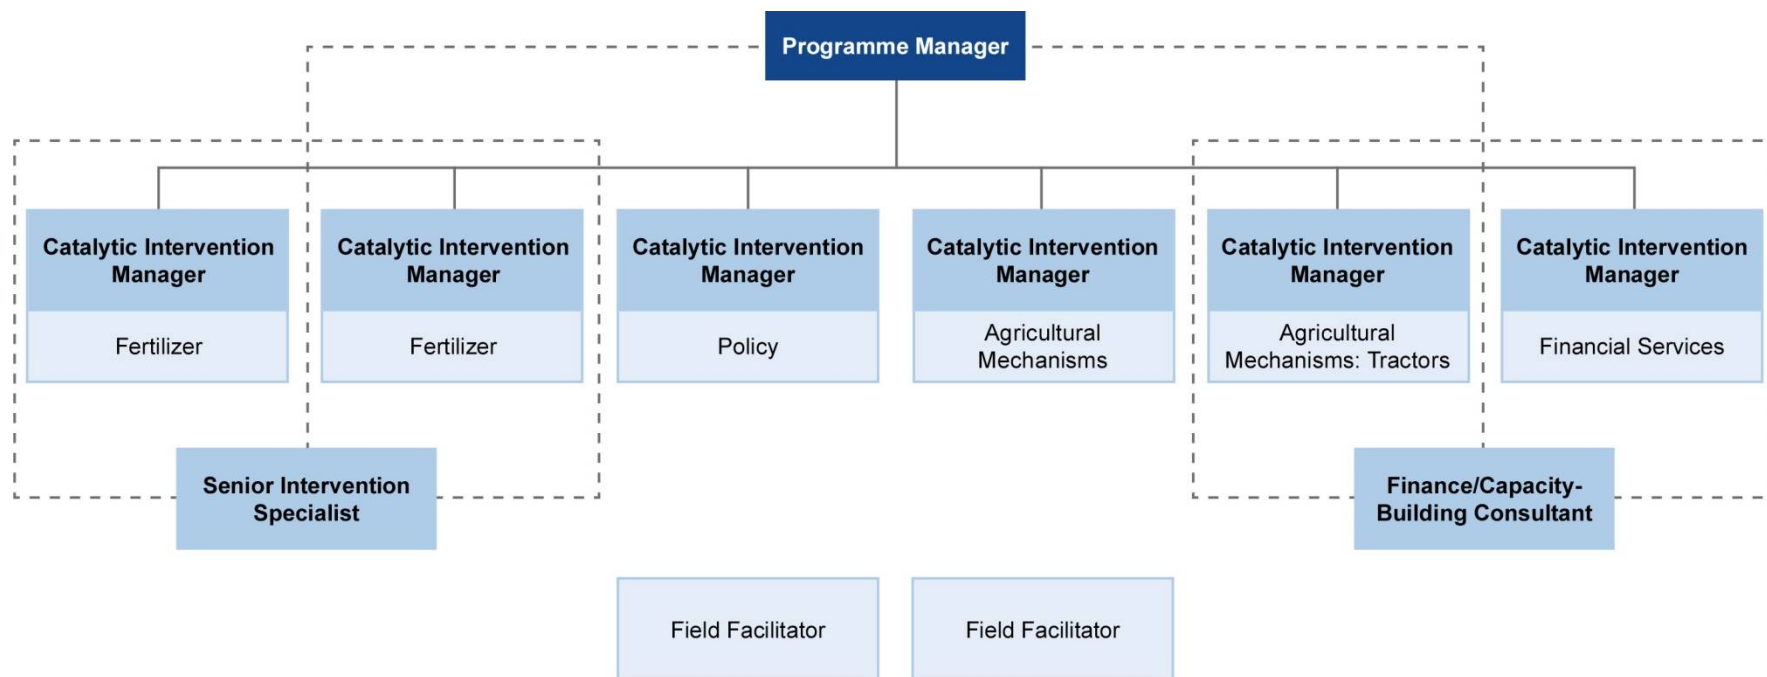 Programme Manager
Catalytic Intervention
Manager
Fertilizer
Catalytic Intervention
Manager
Fertilizer
Catalytic Intervention
Manager
Policy
Catalytic Intervention
Manager
Agricultural
Mechanisms
Catalytic Intervention
Manager
Agricultural
Mechanisms: Tractors
Catalytic Intervention
Manager
Financial Services
Senior Intervention
Specialist
Finance/Capacity-
Building Consultant
Field Facilitator
Field Facilitator